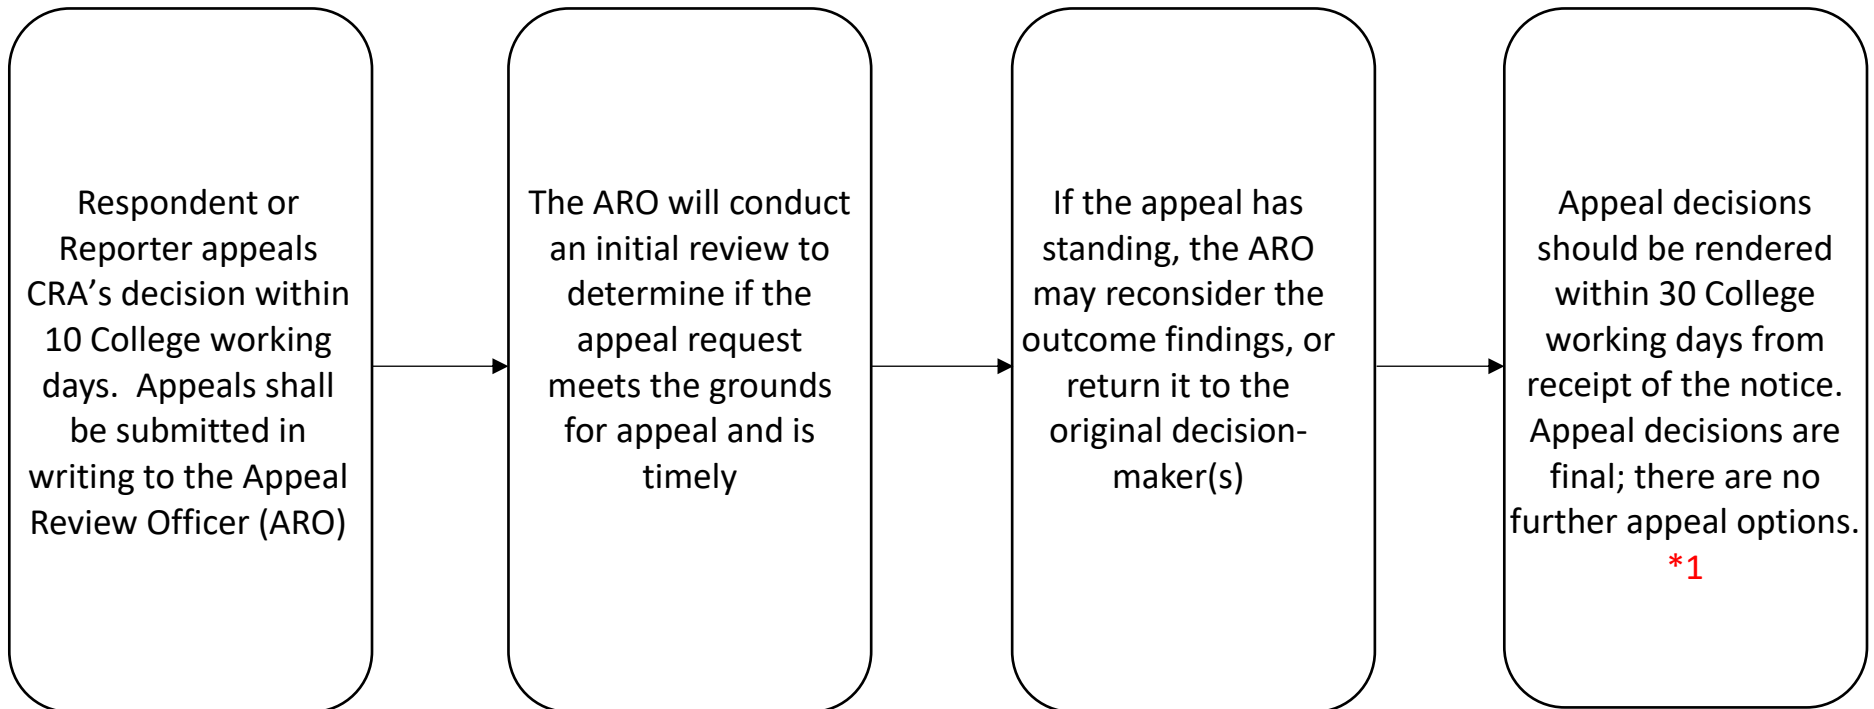 Respondent or
Reporter appeals
CRA’s decision within
10 College working
days.  Appeals shall
be submitted in
writing to the Appeal
Review Officer (ARO)
The ARO will conduct
an initial review to
determine if the
appeal request
meets the grounds
for appeal and is
timely
If the appeal has
standing, the ARO
may reconsider the
outcome findings, or
return it to the
original decision-
maker(s)
Appeal decisions
should be rendered
within 30 College
working days from
receipt of the notice.
Appeal decisions are
final; there are no
further appeal options.
*1